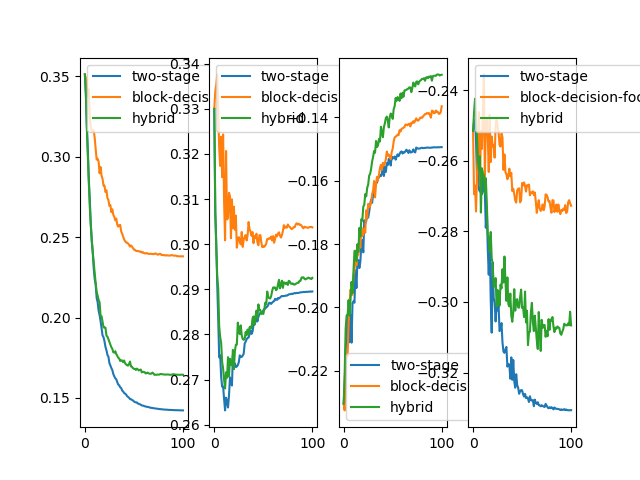 two-stage
block-decis
hybrid
0.35
0.30
0.25
0.20
0.15
0
100
two-stage
block-decis
hybrid
0.34
0.33
0.32
0.31
0.30
0.29
0.28
0.27
0.26
0
100
two-stage
block-decis
hybrid
−0.14
−0.16
−0.18
−0.20
−0.22
0
100
two-stage
block-decision-foc
hybrid
−0.24
−0.26
−0.28
−0.30
−0.32
0
100